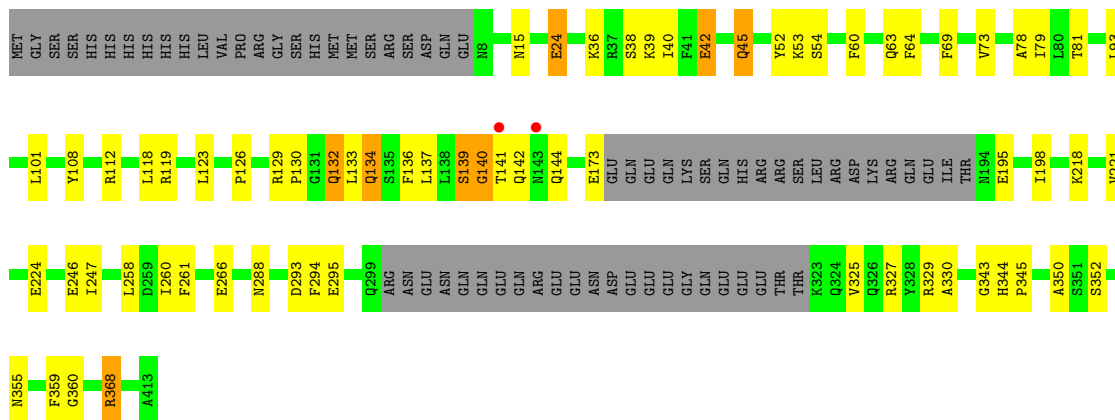 MET GLY SER SER HIS HIS HIS HIS HIS HIS LEU VAL PRO ARG GLY SER HIS MET MET SER ARG SER ASP GLN GLU N8 N15 E24 K36 R37 S38 K39 I40 F41 E42 Q45 Y52 K53 S54 F60 Q63 F64 F69 V73 A78 I79 L80 T81 L93
L101 Y108 R112 L118 R119 L123 P126 R129 P130 G131 Q132 L133 Q134 S135 F136 L137 L138 S139 G140 T141 Q142 N143 Q144 E173 GLU GLN GLU GLN LYS SER GLN HIS ARG ARG SER LEU ARG ASP LYS ARG GLN GLU ILE THR N194 E195 I198 K218 V221
E224 E246 I247 L258 D259 I260 F261 E266 N288 D293 F294 E295 Q299 ARG ASN GLU ASN GLN GLN GLU GLN ARG GLU GLU ASN ASP GLU GLU GLU GLY GLN GLU GLU GLU THR THR K323 Q324 V325 Q326 R327 Y328 R329 A330 G343 H344 P345 A350 S351 S352
N355 F359 G360 R368 A413